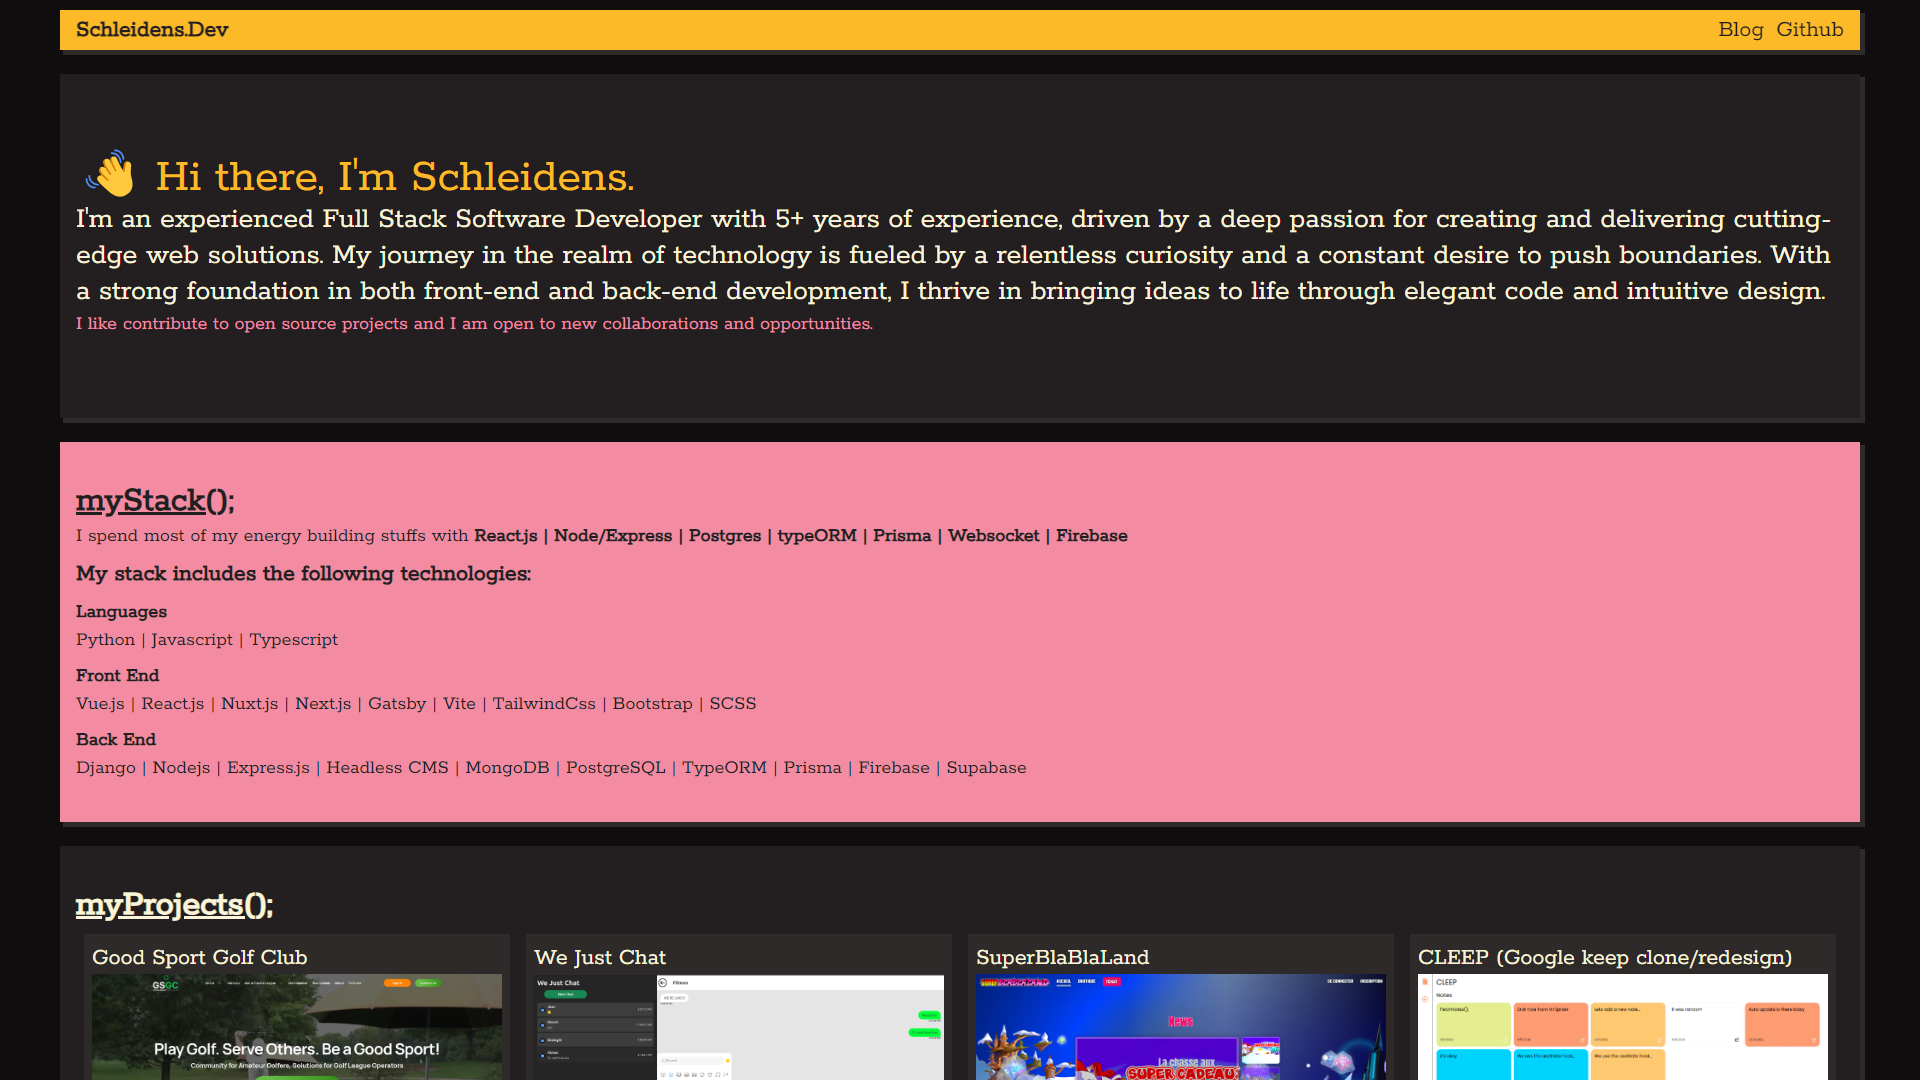 Schleidens.Dev
Blog Github
Hi there, I'm Schleidens.
I'm an experienced Full Stack Software Developer with 5+ years of experience, driven by a deep passion for creating and delivering cutting-
edge web solutions. My journey in the realm of technology is fueled by a relentless curiosity and a constant desire to push boundaries. With
a strong foundation in both front-end and back-end development, I thrive in bringing ideas to life through elegant code and intuitive design.
I like contribute to open source projects and I am open to new collaborations and opportunities.
myStack();
I spend most of my energy building stuffs with React.js | Node/Express | Postgres | typeORM | Prisma | Websocket | Firebase
My stack includes the following technologies:
Languages
Python | Javascript | Typescript
Front End
Vue.js | React.js | Nuxt.js | Next.js | Gatsby | Vite | TailwindCss | Bootstrap | SCSS
Back End
Django | Nodejs | Express.js | Headless CMS | MongoDB | PostgreSQL | TypeORM | Prisma | Firebase | Supabase
myProjects();
Good Sport Golf Club
GSGC
Play Golf. Serve Others. Be a Good Sport!
Community for Amateur Golfers, Solutions for Golf League Operators
We Just Chat
We Just Chat
New Chat
Filman
SuperBlaBlaLand
News
La chasse aux
SUPER CADEAUX
CLEEP (Google keep clone/redesign)
CLEEP
Notes